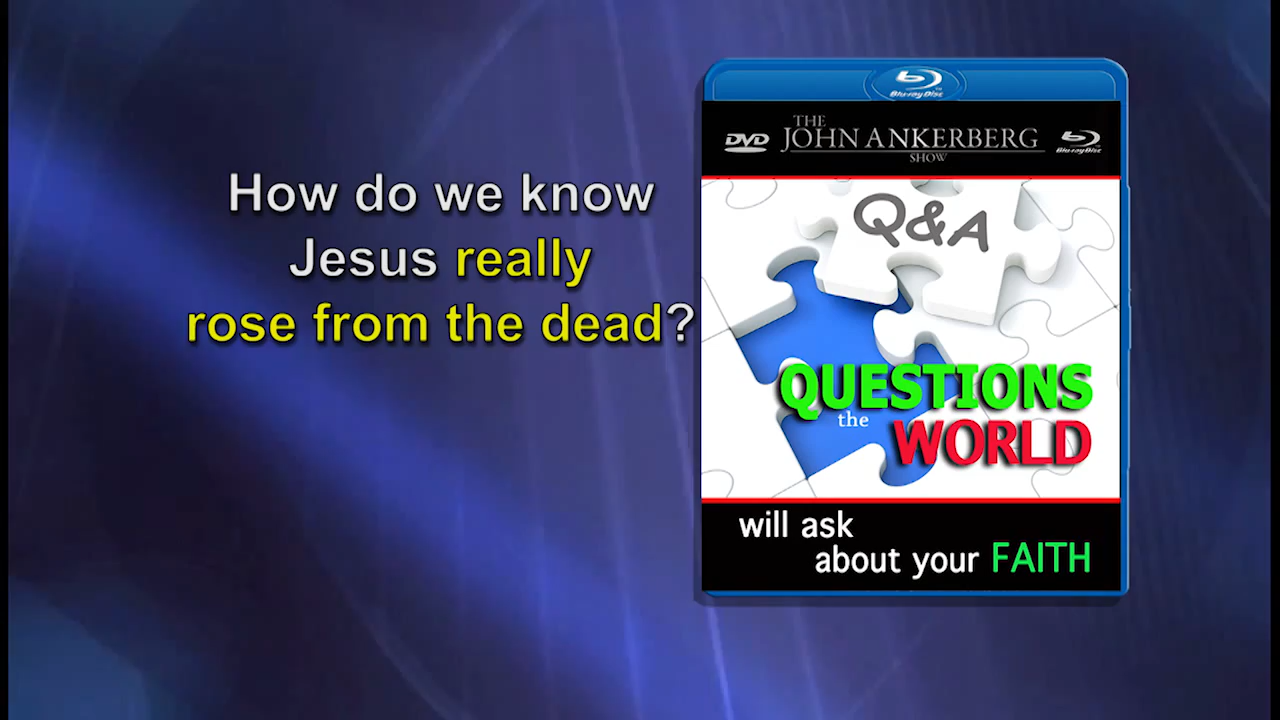 How do we know
Jesus really
rose from the dead?
Blu-ray Disc
DVD
THE
JOHN ANKERBERG
SHOW
Blu-ray Disc
Q&A
QUESTIONS
the
WORLD
will ask
about your FAITH